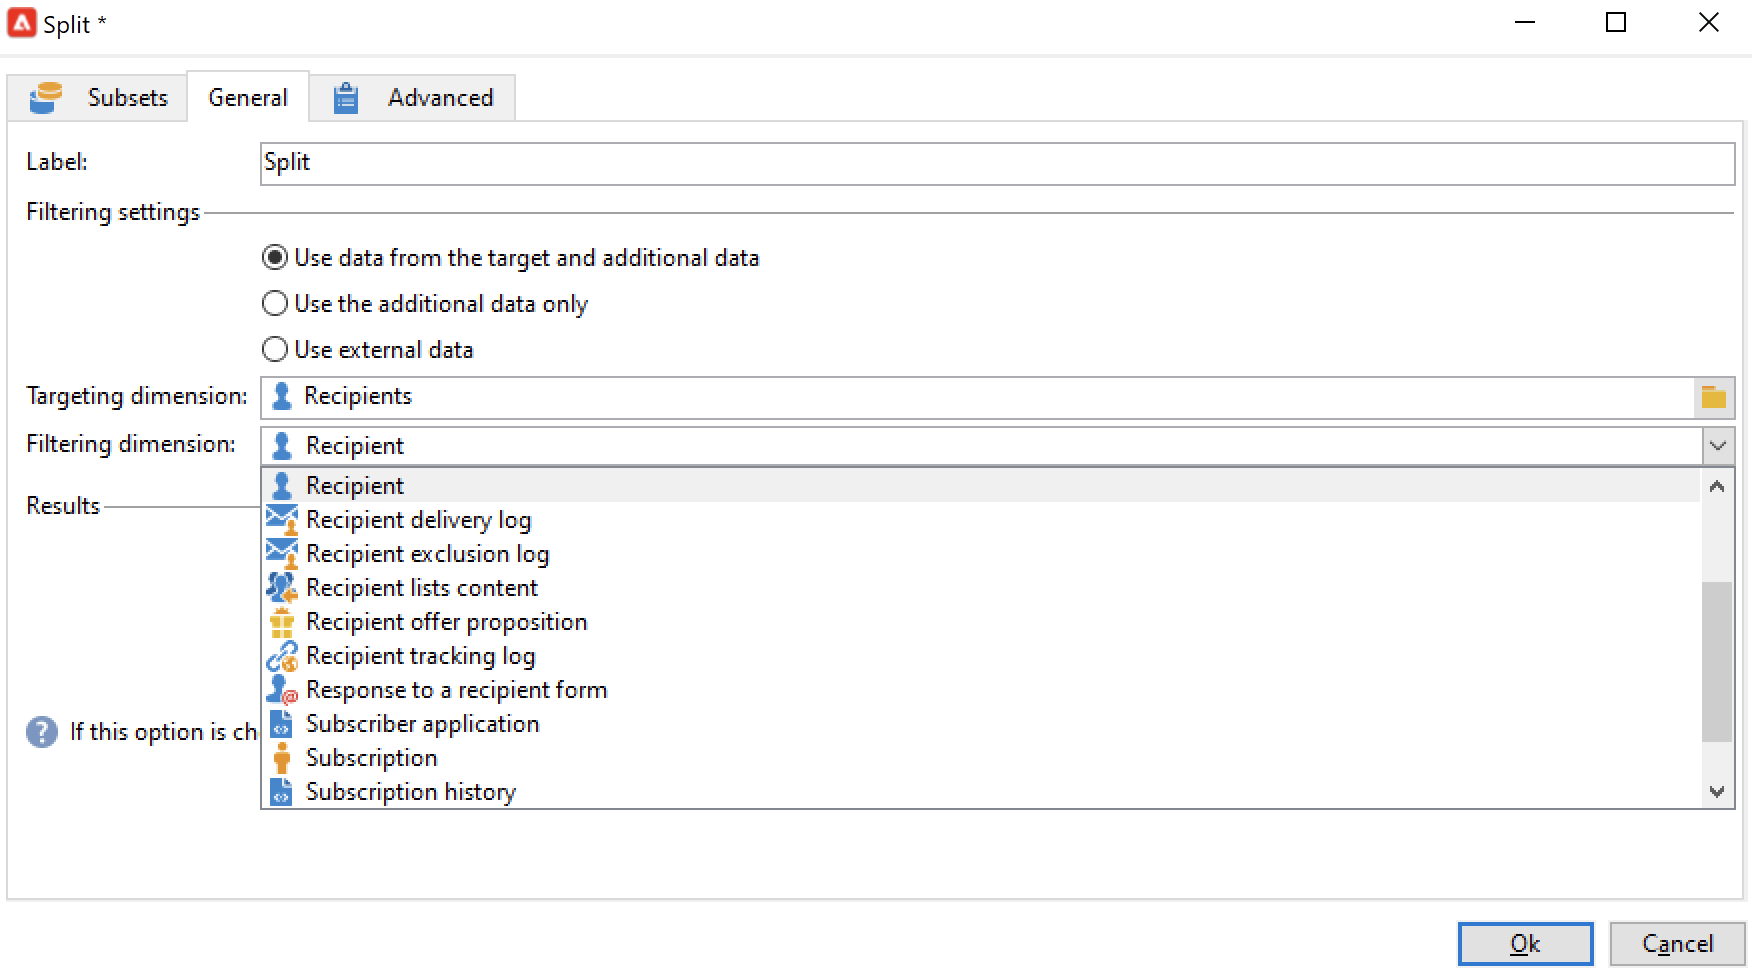 Split *
Subsets General Advanced
Label: Split
Filtering settings
Use data from the target and additional data
Use the additional data only
Use external data
Targeting dimension: Recipients
Filtering dimension: Recipient
Recipient
Results
Recipient delivery log
Recipient exclusion log
Recipient lists content
Recipient offer proposition
Recipient tracking log
Response to a recipient form
Subscriber application
If this option is ch
Subscription
Subscription history
Ok Cancel